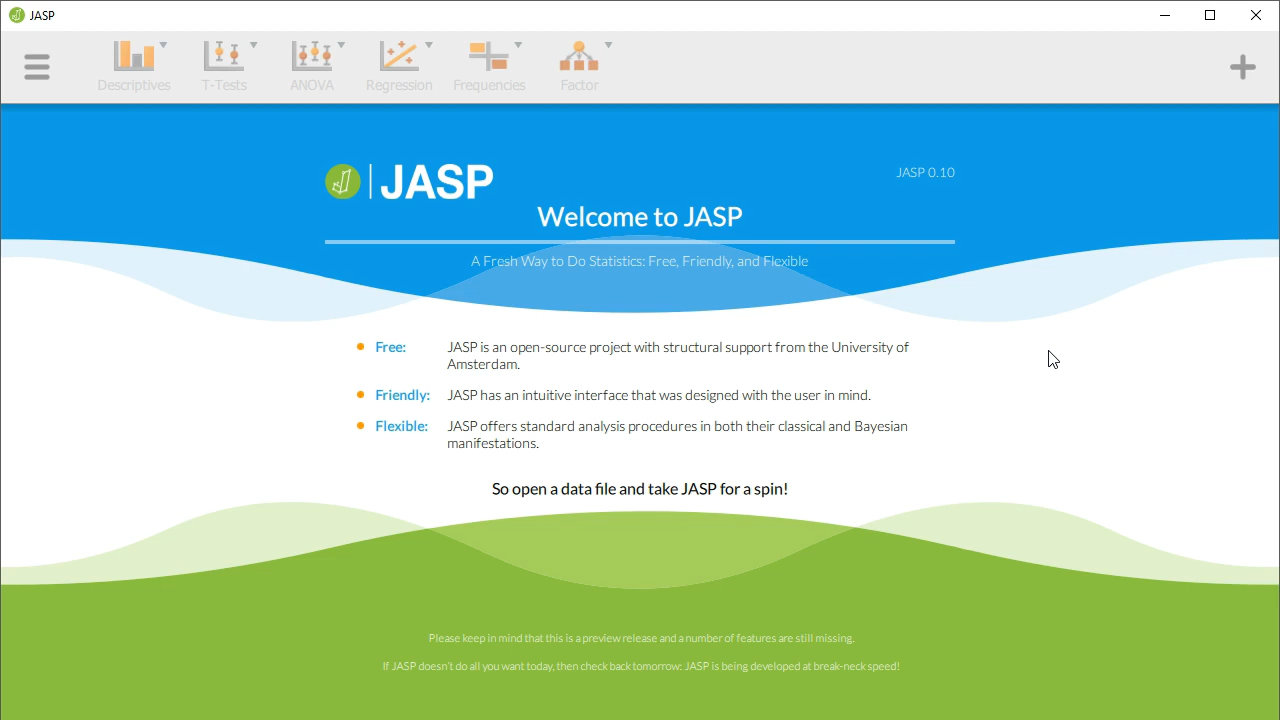 JASP
Descriptives
T-Tests
ANOVA
Regression
Frequencies
Factor
JASP
JASP 0.10
Welcome to JASP
A Fresh Way to Do Statistics: Free, Friendly, and Flexible
Free: JASP is an open-source project with structural support from the University of
Amsterdam.
Friendly: JASP has an intuitive interface that was designed with the user in mind.
Flexible: JASP offers standard analysis procedures in both their classical and Bayesian
manifestations.
So open a data file and take JASP for a spin!
Please keep in mind that this is a preview release and a number of features are still missing.
If JASP doesn't do all you want today, then check back tomorrow: JASP is being developed at break-neck speed!